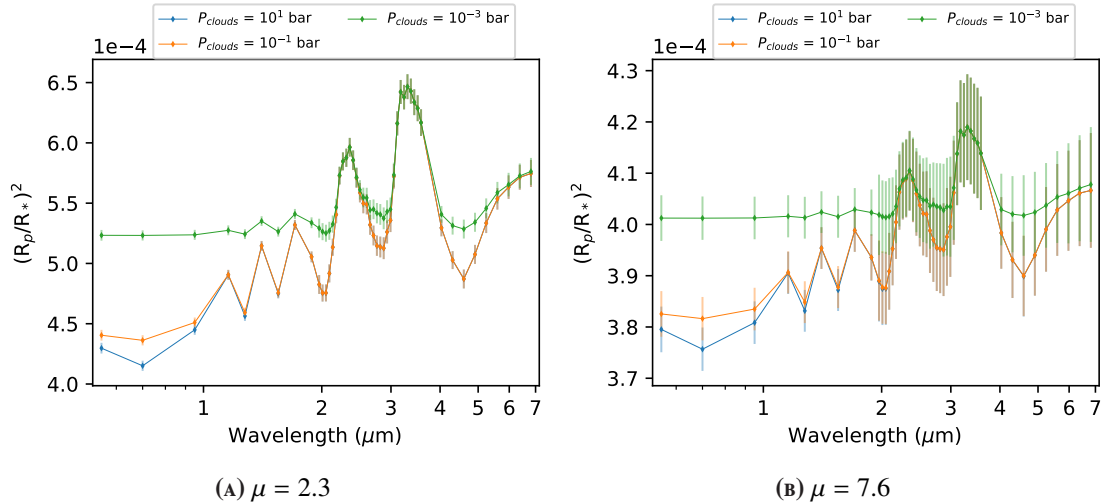 P_clouds = 10^1 bar
P_clouds = 10^-1 bar
P_clouds = 10^-3 bar
1e−4
6.5
6.0
5.5
5.0
4.5
4.0
(R_p/R_*)^2
1 2 3 4 5 6 7
Wavelength (μm)
(A) μ = 2.3
P_clouds = 10^1 bar
P_clouds = 10^-1 bar
P_clouds = 10^-3 bar
1e−4
4.3
4.2
4.1
4.0
3.9
3.8
3.7
(R_p/R_*)^2
1 2 3 4 5 6 7
Wavelength (μm)
(B) μ = 7.6